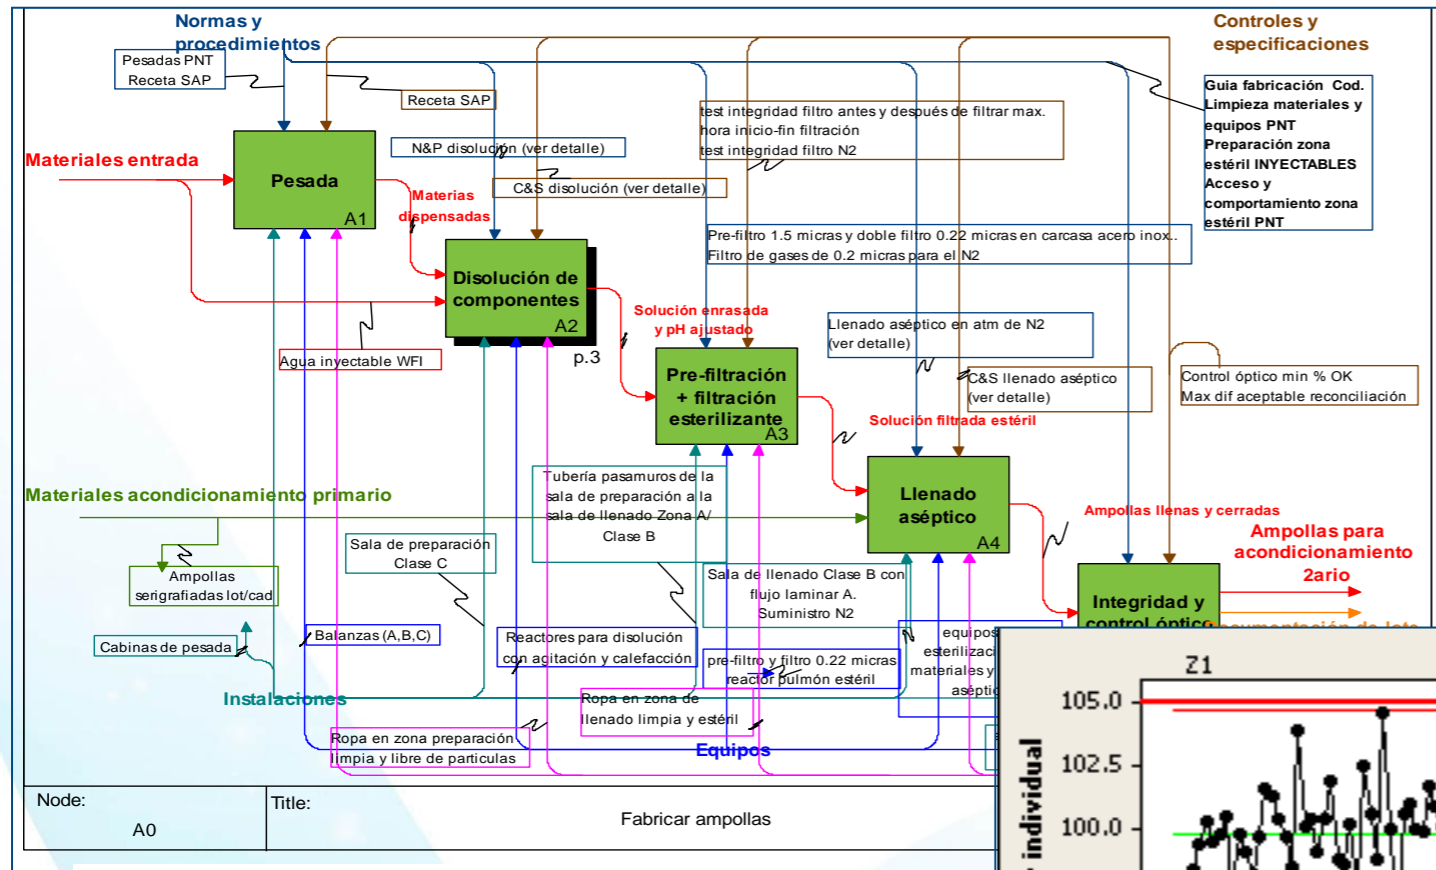 Normas y
procedimientos
Controles y
especificaciones
Pesadas PNT
Receta SAP
Receta SAP
Guia fabricación Cod.
Limpieza materiales y
equipos PNT
Preparación zona
estéril INYECTABLES
Acceso y
comportamiento zona
estéril PNT
test integridad filtro antes y después de filtrar max.
hora inicio-fin filtración
test integridad filtro N2
N&P disolución (ver detalle)
Materiales entrada
Pesada
A1
C&S disolución (ver detalle)
Materias
dispensadas
Pre-filtro 1.5 micras y doble filtro 0.22 micras en carcasa acero inox..
Filtro de gases de 0.2 micras para el N2
Disolución de
componentes
A2
p.3
Solución enrasada
y pH ajustado
Agua inyectable WFI
Llenado aséptico en atm de N2
(ver detalle)
Pre-filtración
+ filtración
esterilizante
A3
C&S llenado aséptico
(ver detalle)
Control óptico min % OK
Max dif aceptable reconciliación
Solución filtrada estéril
Materiales acondicionamiento primario
Tubería pasamuros de la
sala de preparación a la
sala de llenado Zona A/
Clase B
Llenado
aséptico
A4
Ampollas llenas y cerradas
Ampollas para
acondicionamiento
2ario
Sala de preparación
Clase C
Ampollas
serigrafiadas lot/cad
Sala de llenado Clase B con
flujo laminar A.
Suministro N2
Integridad y
control óptico
Documentación de lote
Cabinas de pesada
Balanzas (A,B,C)
Reactores para disolución
con agitación y calefacción
pre-filtro y filtro 0.22 micras
reactor pulmón estéril
equipos
materiales y
Instalaciones
Ropa en zona de
llenado limpia y estéril
Ropa en zona preparación
limpia y libre de particulas
Equipos
Z1
105.0
102.5
100.0
individual
Node:
A0
Title:
Fabricar ampollas